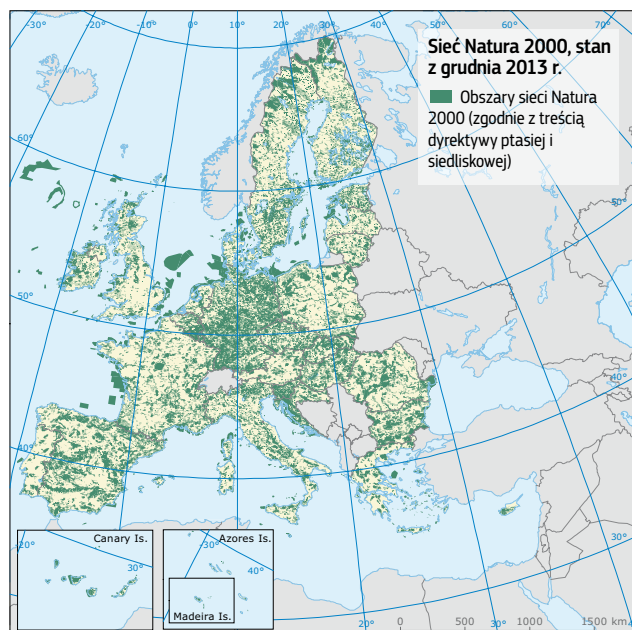 -30° -20° -10° 0° 10° 20° 30° 40° 50° 60° 70°
Sieć Natura 2000, stan
z grudnia 2013 r.
Obszary sieci Natura
2000 (zgodnie z treścią
dyrektywy ptasiej i
siedliskowej)
60°
50°
50°
40°
40°
Canary Is.
-20°
30°
Azores Is.
-30°
40°
Madeira Is.
20°
30°
0 500 1000 1500 km